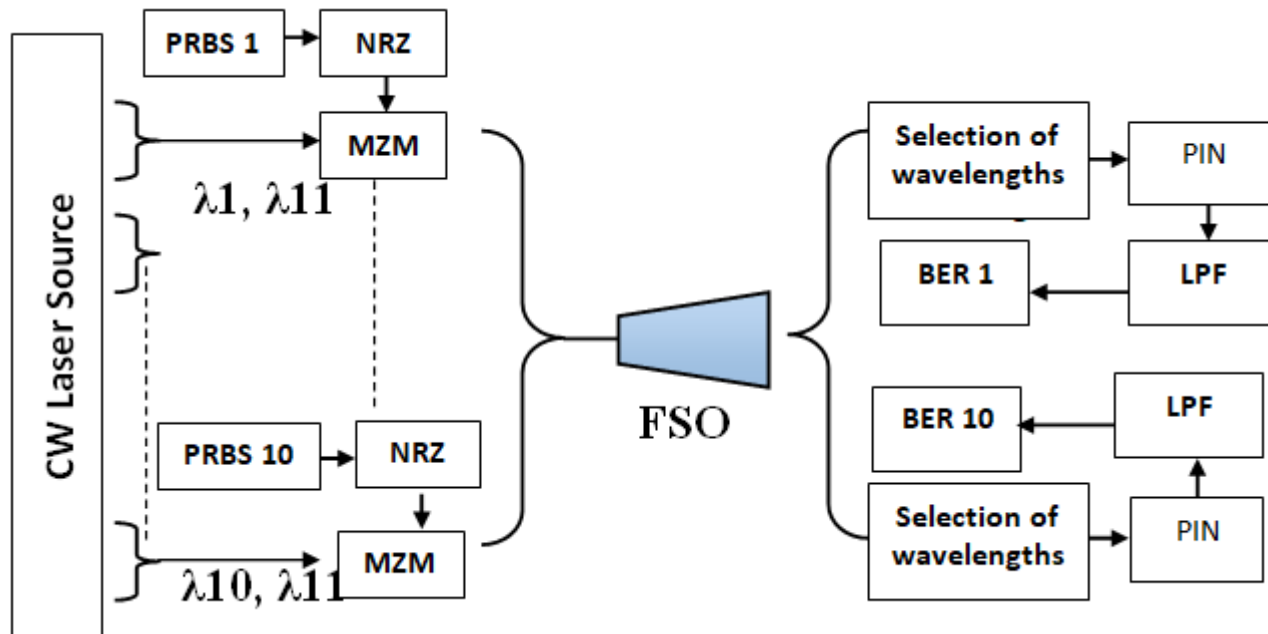 CW Laser Source
PRBS 1
NRZ
MZM
λ1, λ11
PRBS 10
NRZ
MZM
λ10, λ11
FSO
Selection of
wavelengths
PIN
LPF
BER 1
LPF
BER 10
Selection of
wavelengths
PIN